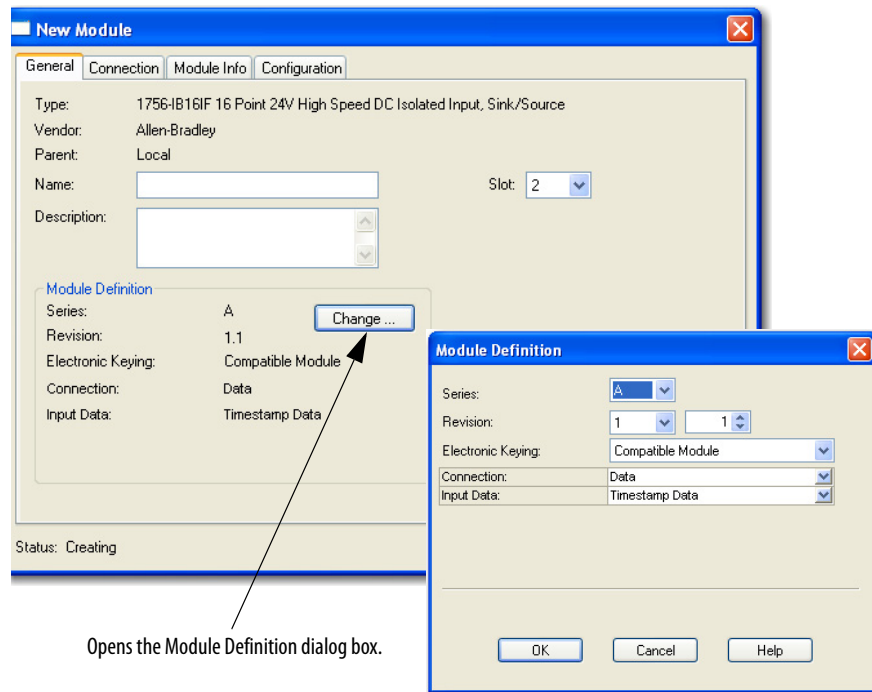 New Module
General Connection Module Info Configuration
Type: 1756-IB16IF 16 Point 24V High Speed DC Isolated Input, Sink/Source
Vendor: Allen-Bradley
Parent: Local
Name: Slot: 2
Description:
Module Definition
Series: A Change ...
Revision: 1.1
Electronic Keying: Compatible Module
Connection: Data
Input Data: Timestamp Data
Status: Creating
Module Definition
Series: A
Revision: 1 1
Electronic Keying: Compatible Module
Connection: Data
Input Data: Timestamp Data
OK Cancel Help
Opens the Module Definition dialog box.